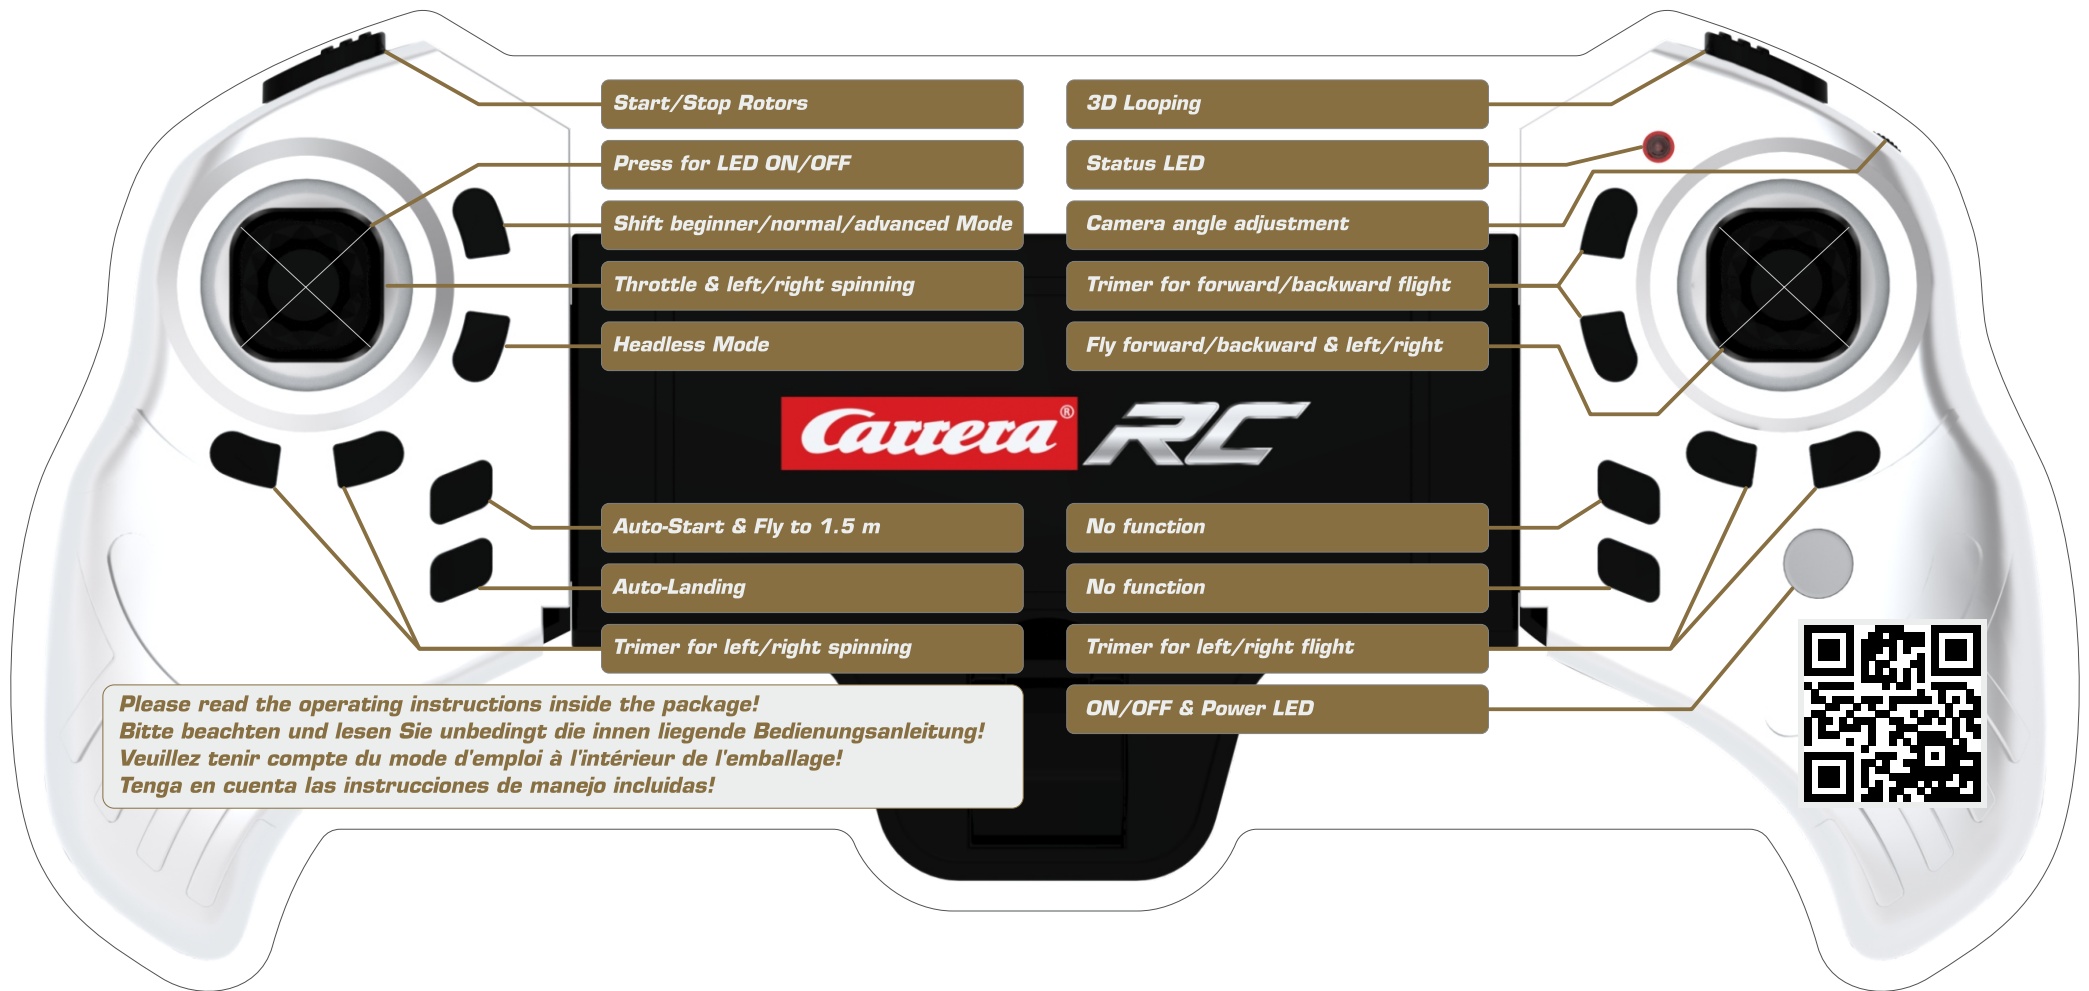 Start/Stop Rotors
Press for LED ON/OFF
Shift beginner/normal/advanced Mode
Throttle & left/right spinning
Headless Mode
3D Looping
Status LED
Camera angle adjustment
Trimer for forward/backward flight
Fly forward/backward & left/right
Carrera® RC
Auto-Start & Fly to 1.5 m
Auto-Landing
Trimer for left/right spinning
No function
No function
Trimer for left/right flight
ON/OFF & Power LED
Please read the operating instructions inside the package!
Bitte beachten und lesen Sie unbedingt die innen liegende Bedienungsanleitung!
Veuillez tenir compte du mode d'emploi à l'intérieur de l'emballage!
Tenga en cuenta las instrucciones de manejo incluidas!